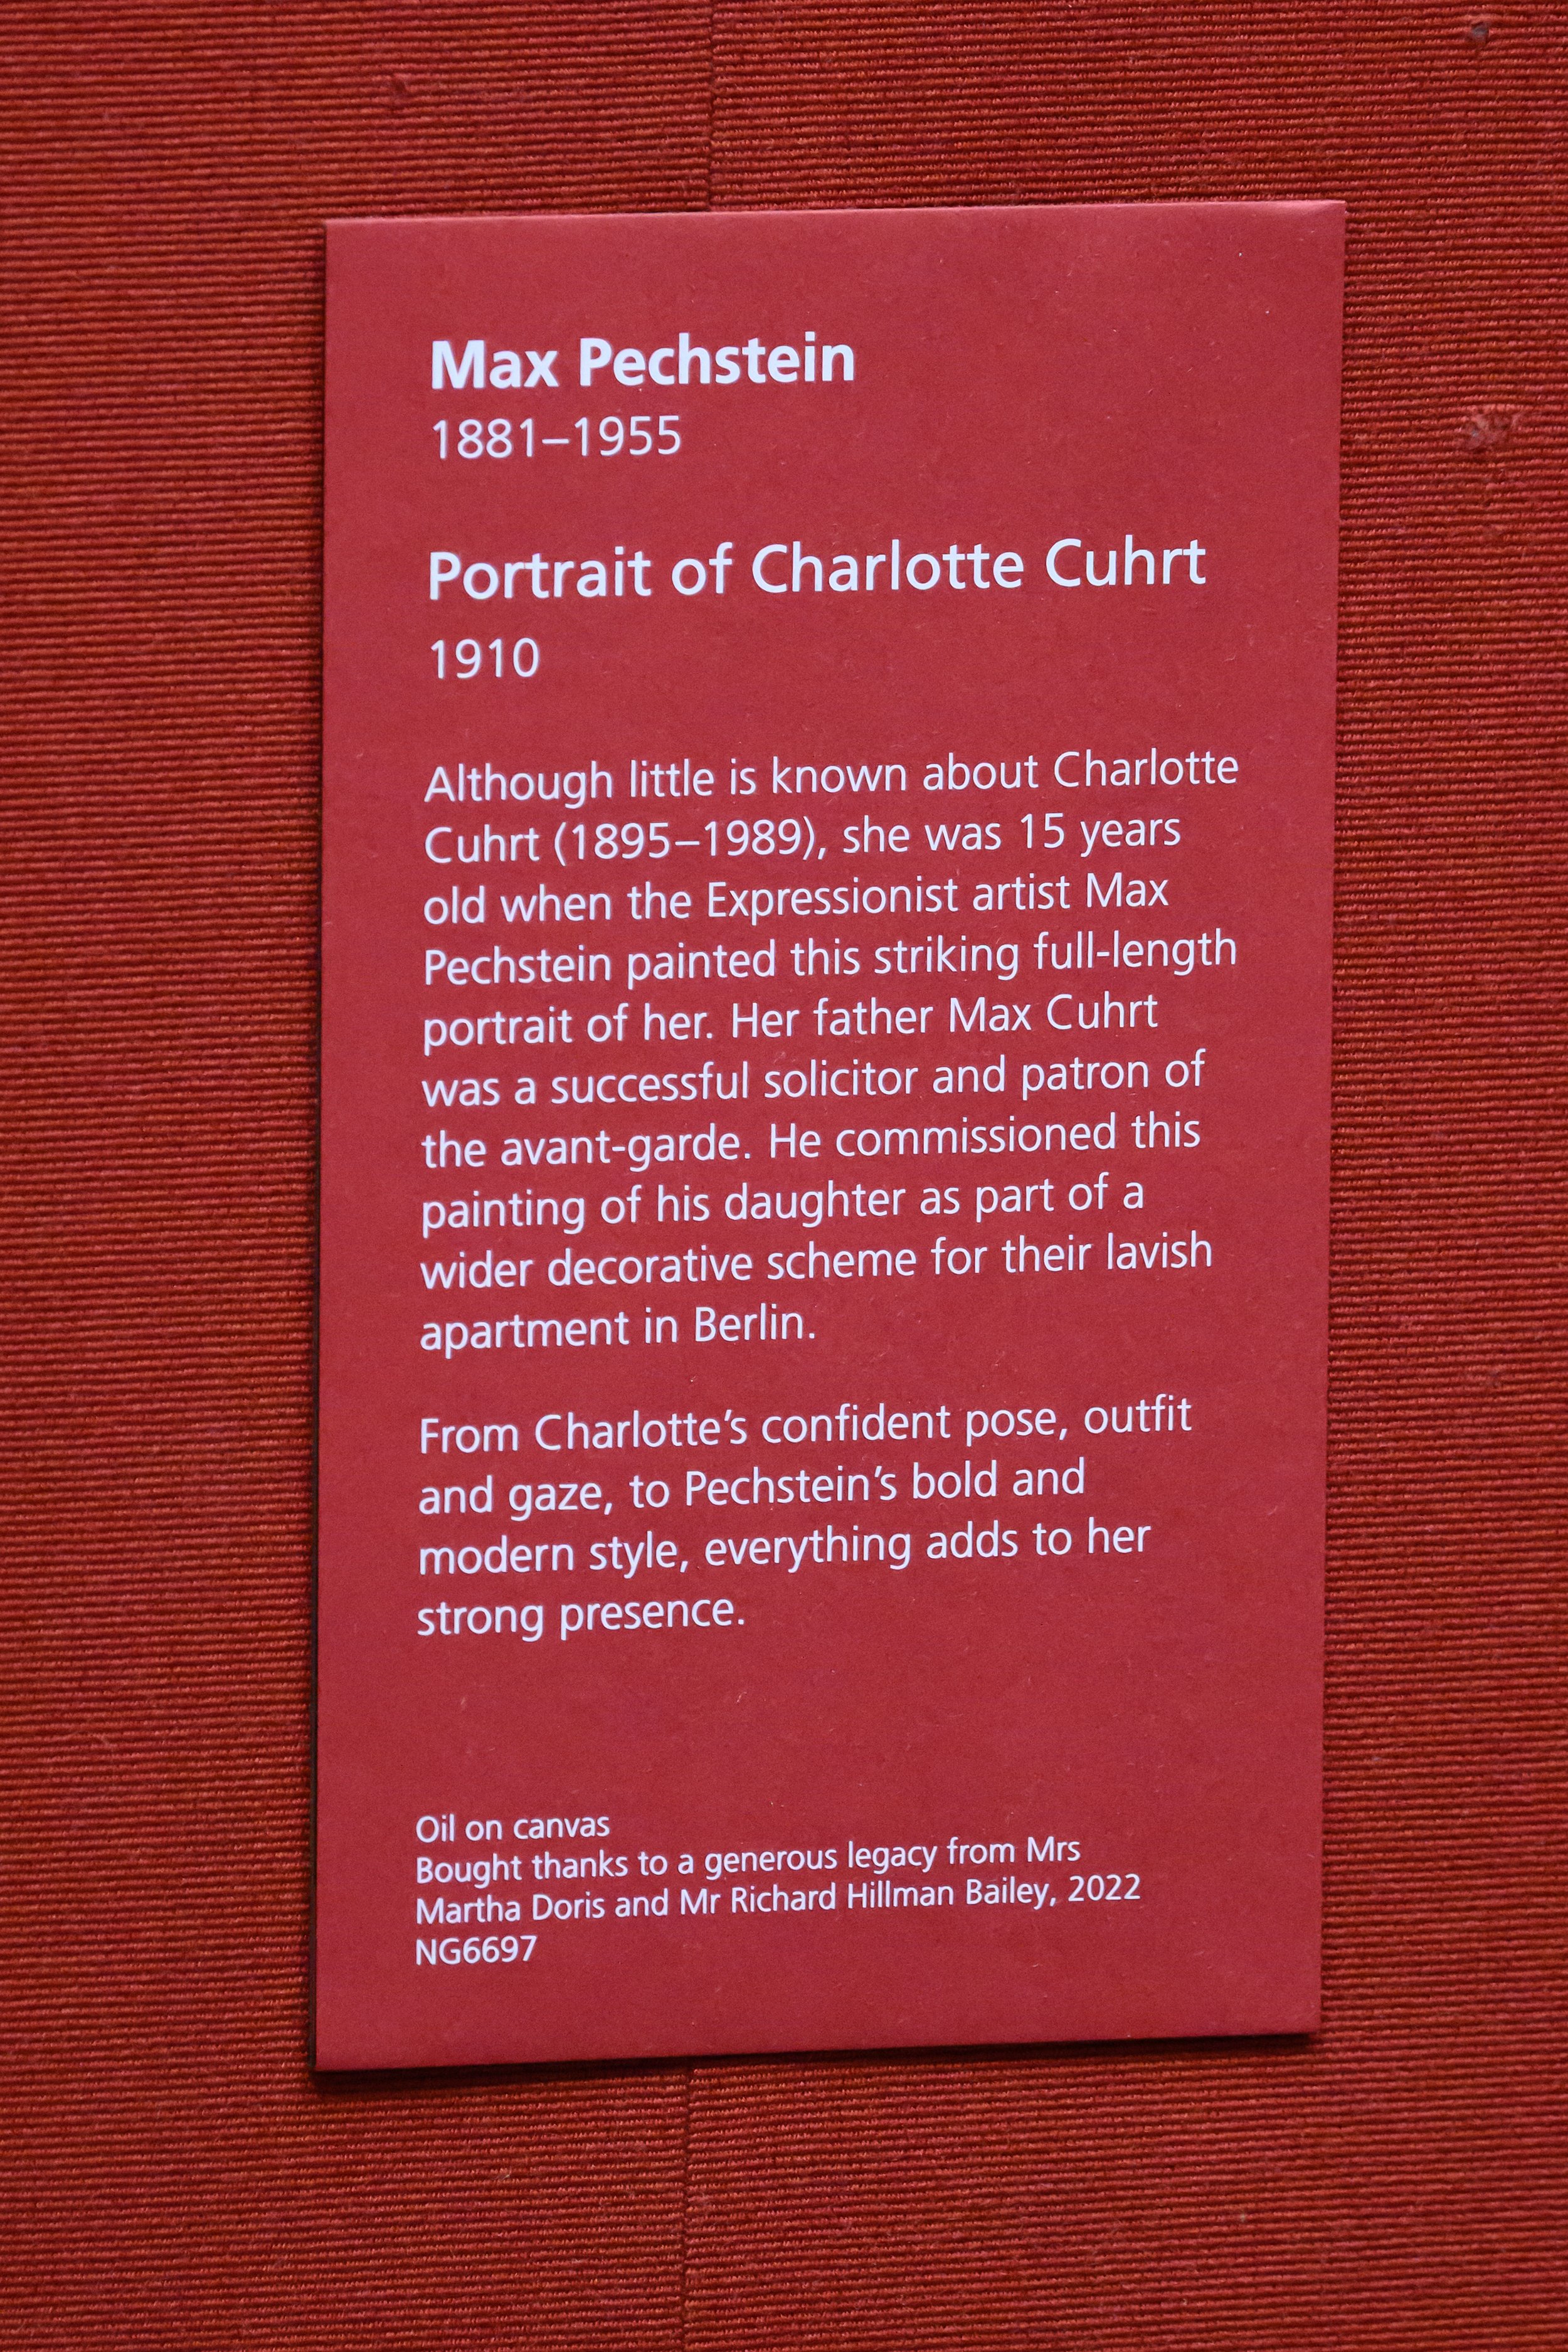 Max Pechstein
1881–1955
Portrait of Charlotte Cuhrt
1910
Although little is known about Charlotte
Cuhrt (1895–1989), she was 15 years
old when the Expressionist artist Max
Pechstein painted this striking full-length
portrait of her. Her father Max Cuhrt
was a successful solicitor and patron of
the avant-garde. He commissioned this
painting of his daughter as part of a
wider decorative scheme for their lavish
apartment in Berlin.
From Charlotte’s confident pose, outfit
and gaze, to Pechstein’s bold and
modern style, everything adds to her
strong presence.
Oil on canvas
Bought thanks to a generous legacy from Mrs
Martha Doris and Mr Richard Hillman Bailey, 2022
NG6697